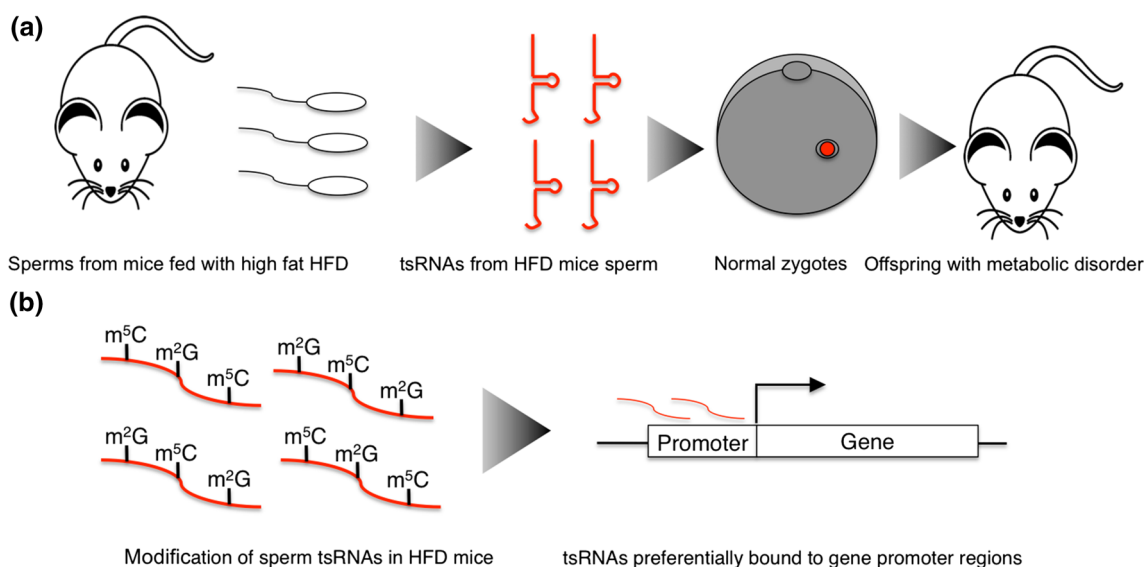 (a)
Sperms from mice fed with high fat HFD
tsRNAs from HFD mice sperm
Normal zygotes
Offspring with metabolic disorder
(b)
m⁵C
m²G
m⁵C
m²G
m⁵C
m²G
m²G
m⁵C
m²G
m⁵C
m²G
m⁵C
Promoter
Gene
Modification of sperm tsRNAs in HFD mice
tsRNAs preferentially bound to gene promoter regions